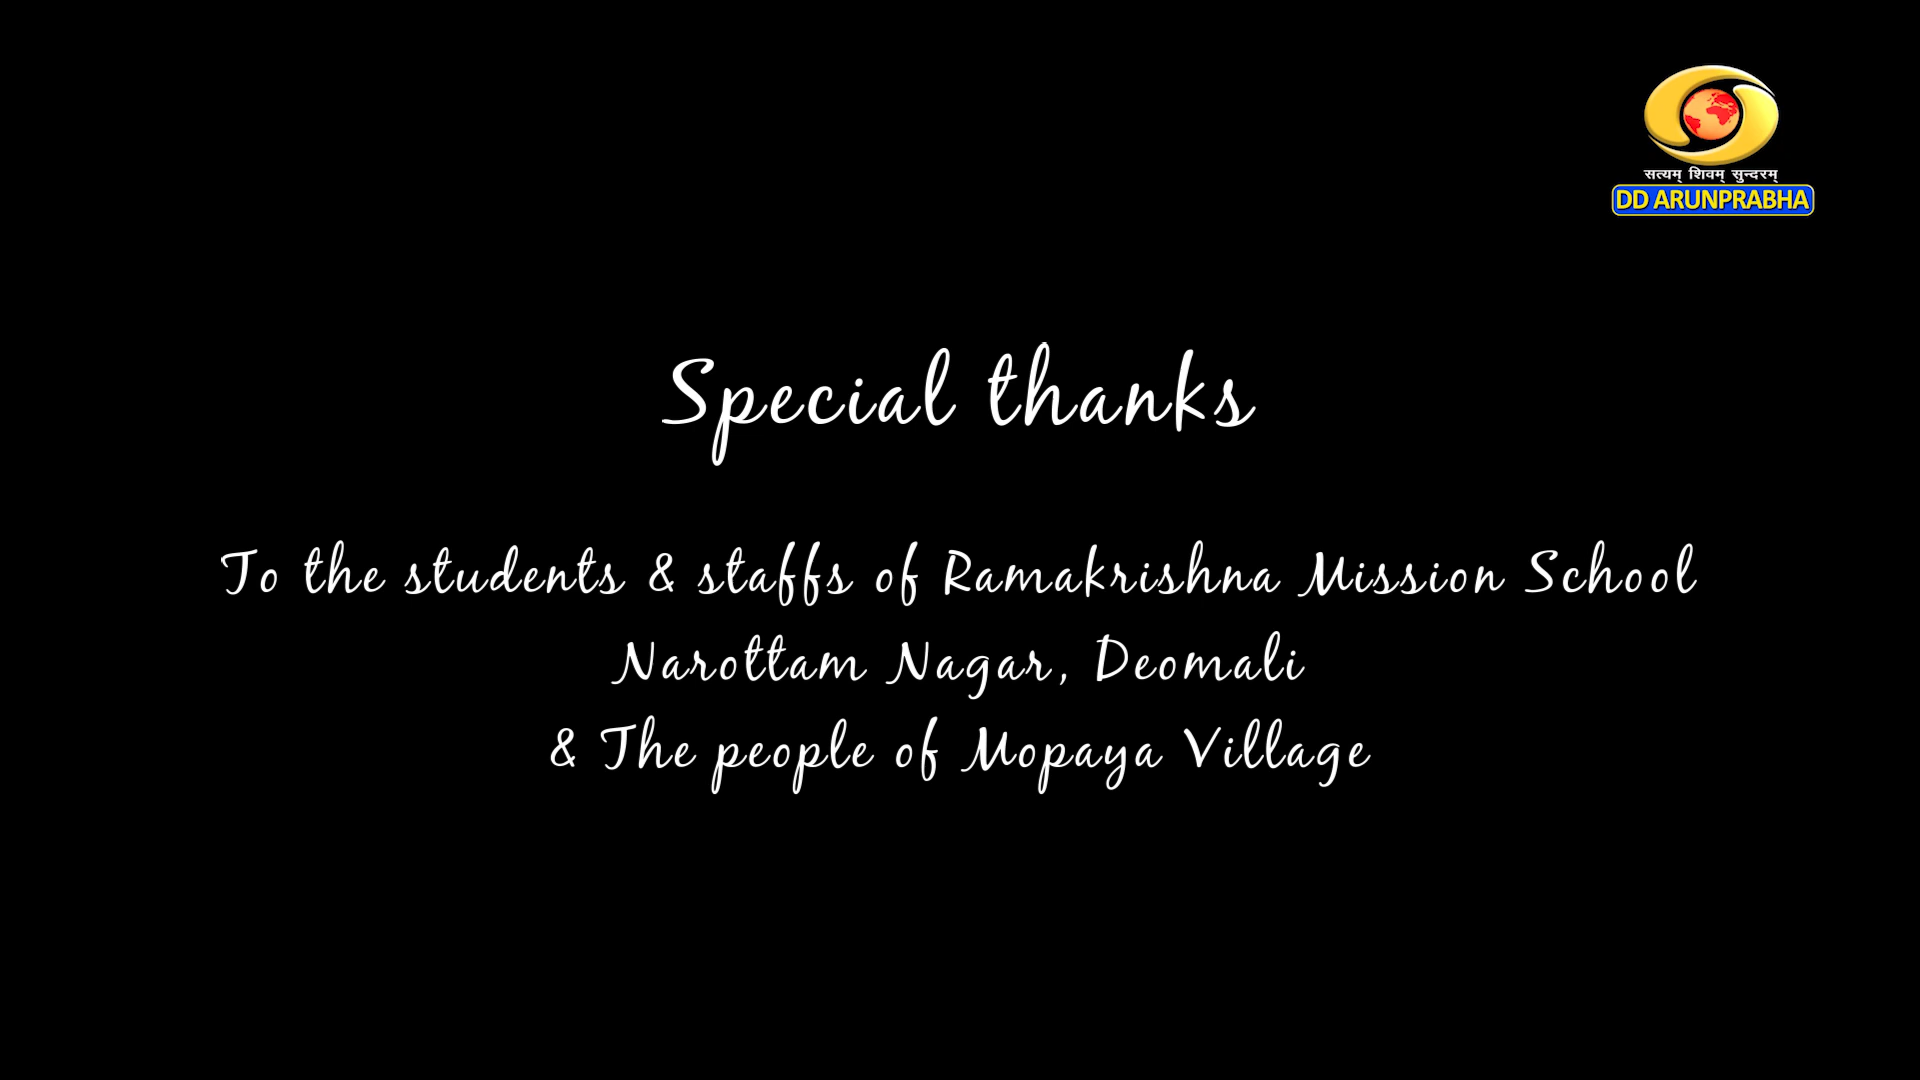 सत्यम् शिवम् सुन्दरम्
DD ARUNPRABHA
Special thanks
To the students & staffs of Ramakrishna Mission School
Narottam Nagar, Deomali
& The people of Mopaya Village